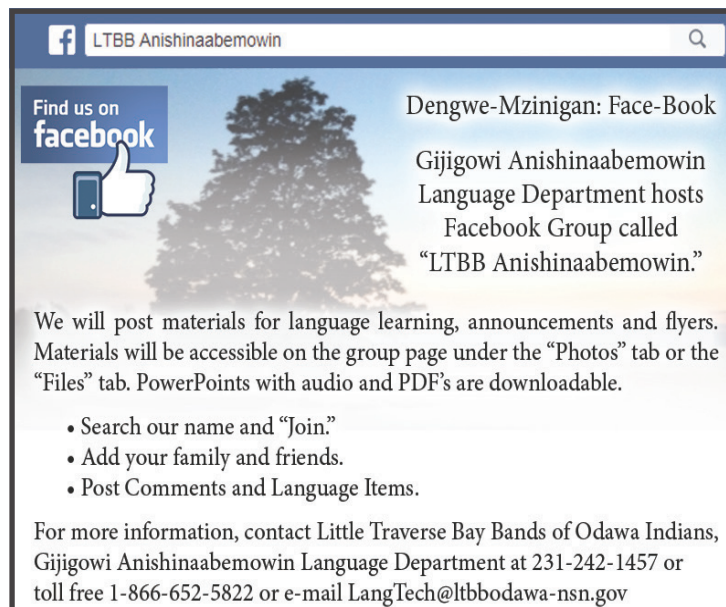 LTBB Anishinaabemowin
Find us on
facebook
Dengwe-Mzinigan: Face-Book
Gijigowi Anishinaabemowin
Language Department hosts
Facebook Group called
“LTBB Anishinaabemowin.”
We will post materials for language learning, announcements and flyers.
Materials will be accessible on the group page under the “Photos” tab or the
“Files” tab. PowerPoints with audio and PDF’s are downloadable.
• Search our name and “Join.”
• Add your family and friends.
• Post Comments and Language Items.
For more information, contact Little Traverse Bay Bands of Odawa Indians,
Gijigowi Anishinaabemowin Language Department at 231-242-1457 or
toll free 1-866-652-5822 or e-mail LangTech@ltbbodawa-nsn.gov